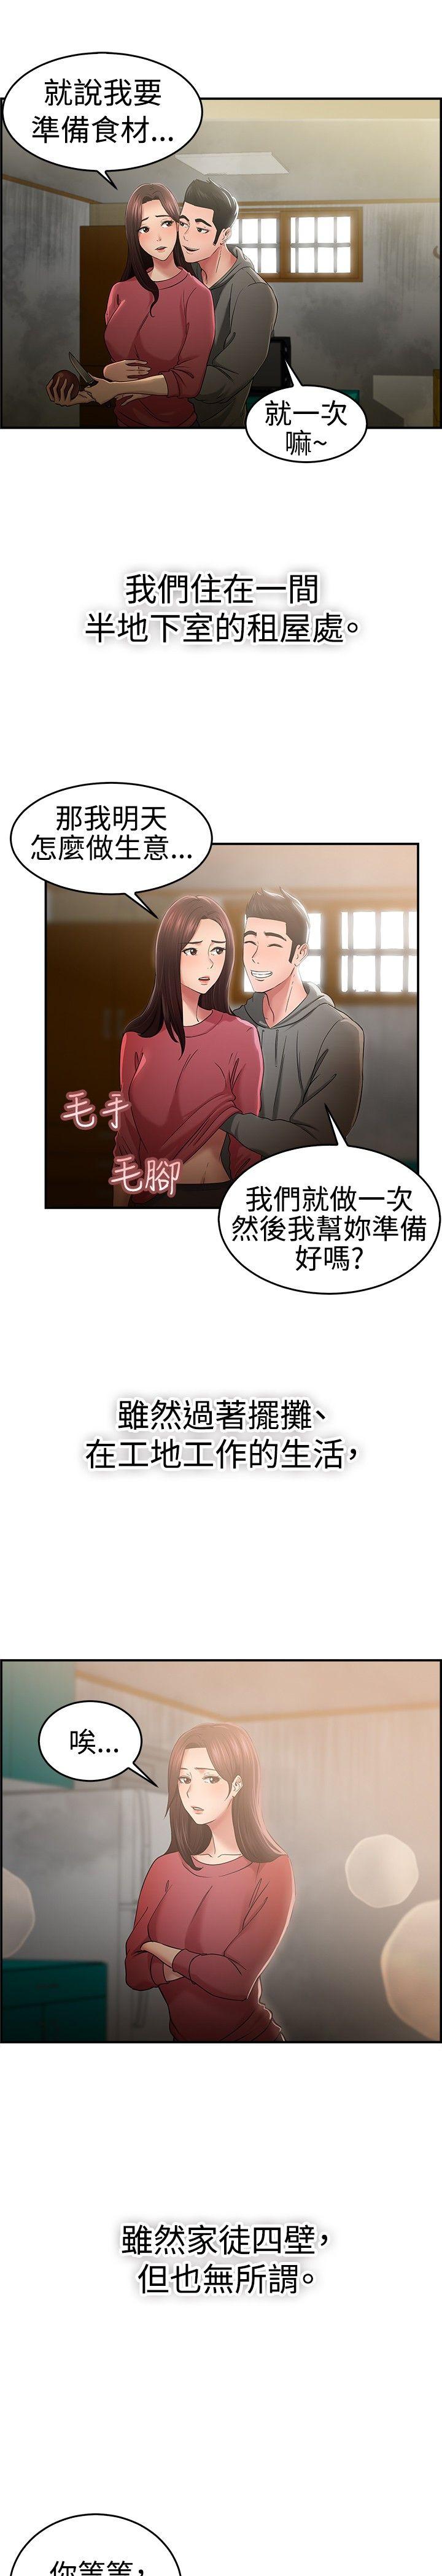 就說我要
準備食材...
就一次
嘛~
我們住在一間
半地下室的租屋處。
那我明天
怎麼做生意...
毛手
毛腳
我們就做一次
然後我幫妳準備
好嗎?
雖然過著擺攤、
在工地工作的生活，
唉...
雖然家徒四壁，
但也無所謂。
你等等，